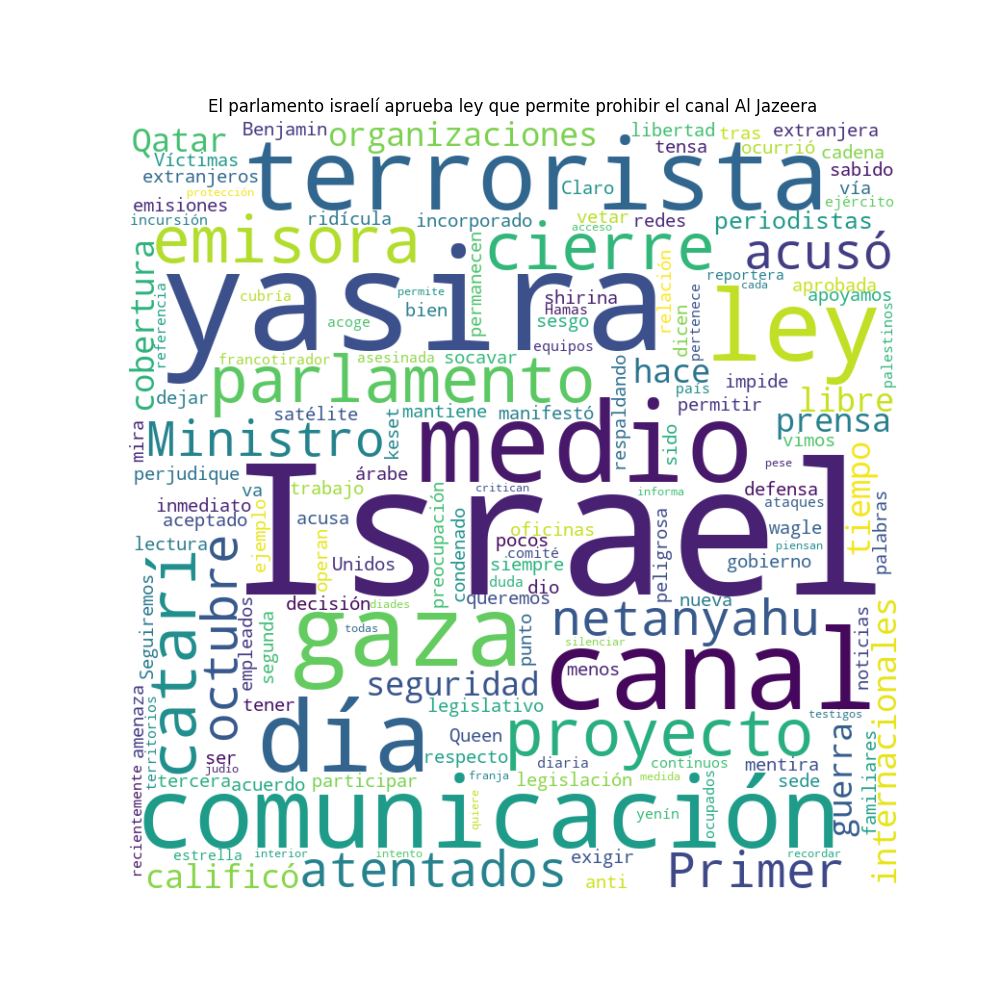 El parlamento israelí aprueba ley que permite prohibir el canal Al Jazeera
Qatar Benjamin organizaciones libertad tras extranjera
Víctimas terrorista tensa ocurrió cadena
extranjeros Claro sabido
protección vía
emisiones ejército
incursión ridícula incorporado vetar redes periodistas
acceso
emisora cierre acusó
cobertura referencia yasira permanecen relación reportera
cubría permite shirina cada ley aprobada
bien Hamas apoyamos
acoge sesgo dicen pertenece palestinos
equipos
francotirador asesinada socavar
parlamento hace impide
dejar país libre
satélite mantiene manifestó respaldando permitir
Ministro keset medio sido prensa
mira vimos
perjudique árabe pese
va trabajo critican Israel informa defensa tiempo
inmediato ataques palabras
aceptado ejemplo acusa preocupación condenado oficinas peligrosa wagle
lectura operan pocos piensan
comité
Unidos siempre gobierno
duda dio
catarí octubre decisión diades queremos nueva
Seguiremos empleados segunda gaza todas punto netanyahu noticias internacionales
silenciar
menos canal
seguridad
tener legislativo
territorios día Queen proyecto testigos
respecto diaria continuos mentira guerra familiares
ser
judío franja
tercera acuerdo participar legislación medida sede
recientemente amenaza comunicación quiere yenín ocupados
estrella interior intento exigir recordar
calificó atentados anti Primer